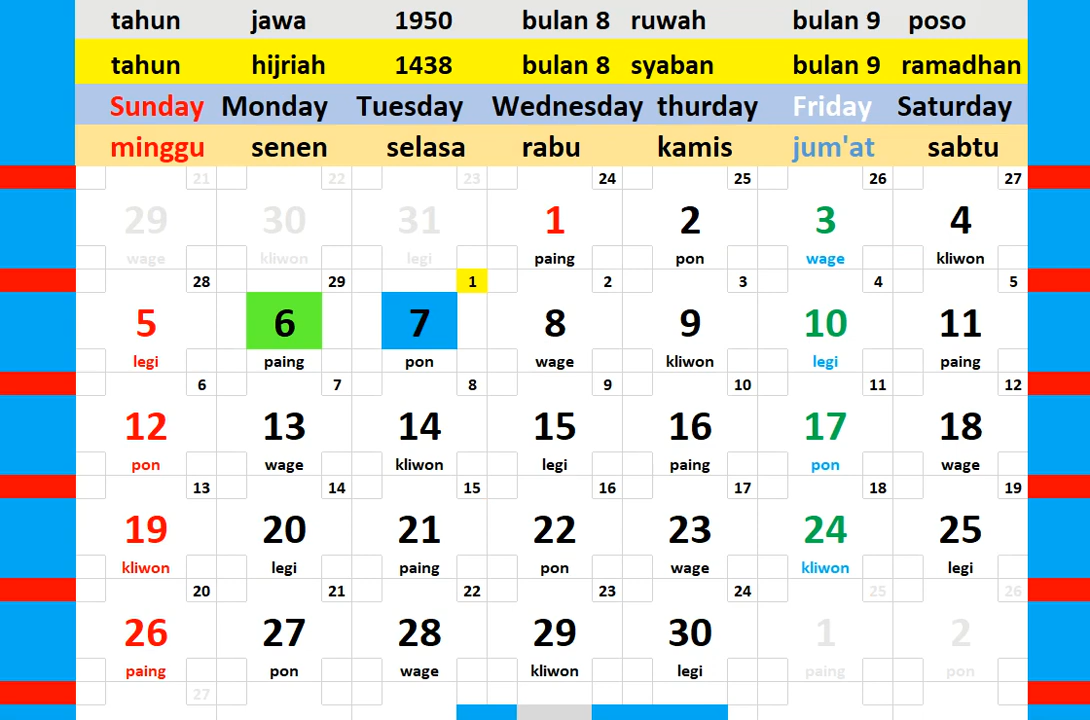 tahun jawa 1950 bulan 8 ruwah bulan 9 poso
tahun hijriah 1438 bulan 8 syaban bulan 9 ramadhan
Sunday Monday Tuesday Wednesday thurday Friday Saturday
minggu senen selasa rabu kamis jum'at sabtu
21 22 23 24 25 26 27
29 30 31 1 2 3 4
wage kliwon legi paing pon wage kliwon
28 29 1 2 3 4 5
5 6 7 8 9 10 11
legi paing pon wage kliwon legi paing
6 7 8 9 10 11 12
12 13 14 15 16 17 18
pon wage kliwon legi paing pon wage
13 14 15 16 17 18 19
19 20 21 22 23 24 25
kliwon legi paing pon wage kliwon legi
20 21 22 23 24 25 26
26 27 28 29 30 1 2
paing pon wage kliwon legi paing pon
27